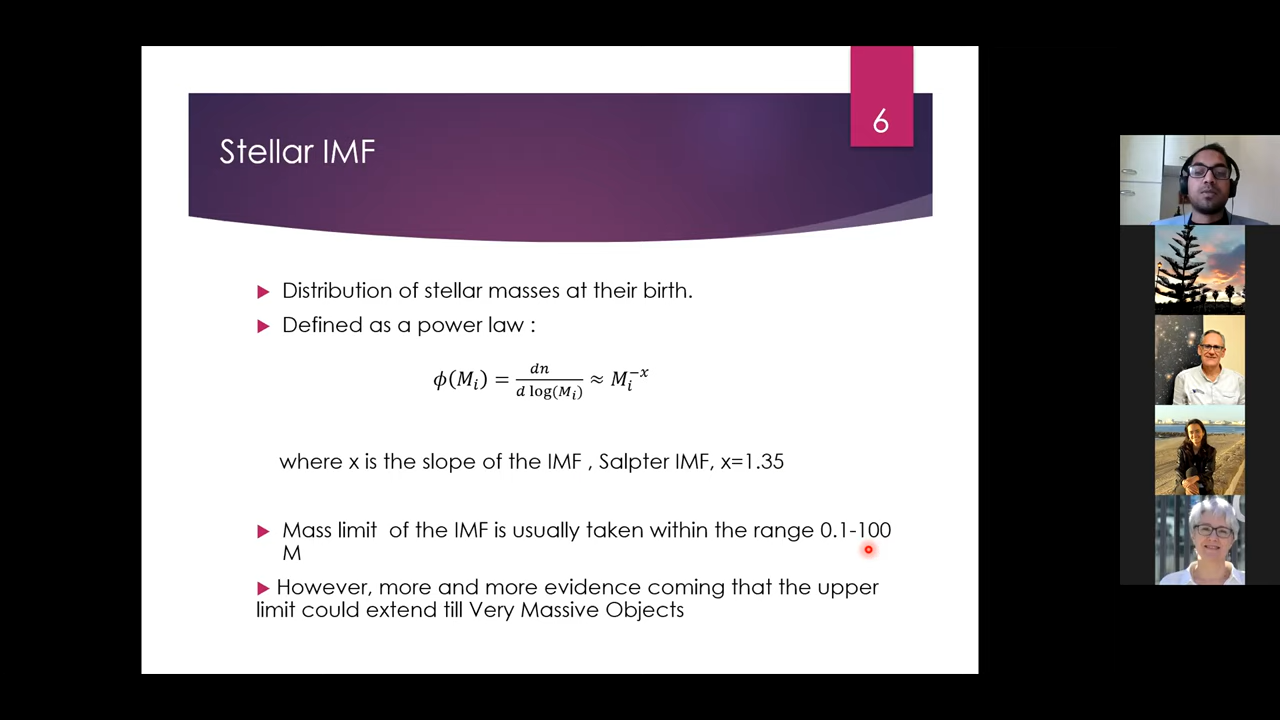 6
Stellar IMF
Distribution of stellar masses at their birth.
Defined as a power law :
ϕ(M_i) = dn / d log(M_i) ≈ M_i^{-x}
where x is the slope of the IMF , Salpter IMF, x=1.35
Mass limit of the IMF is usually taken within the range 0.1-100
M
However, more and more evidence coming that the upper
limit could extend till Very Massive Objects